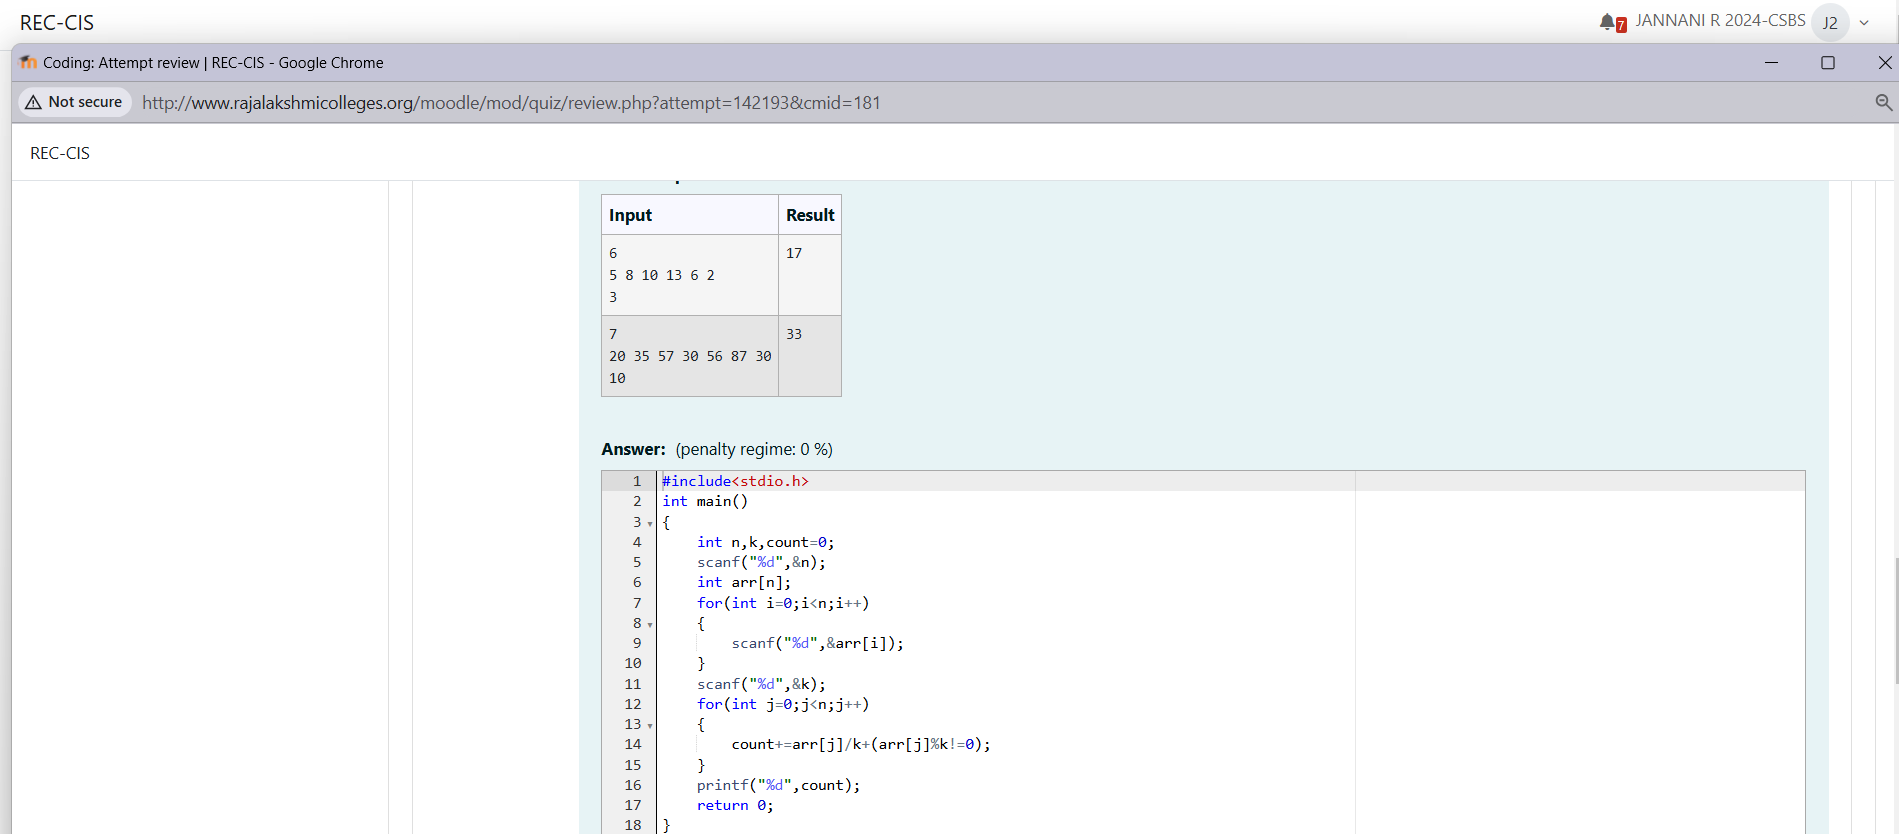 REC-CIS
7 JANNANI R 2024-CSBS J2
Coding: Attempt review | REC-CIS - Google Chrome
Not secure http://www.rajalakshmicolleges.org/moodle/mod/quiz/review.php?attempt=142193&cmid=181
REC-CIS
Input Result
6 17
5 8 10 13 6 2
3
7 33
20 35 57 30 56 87 30
10
Answer: (penalty regime: 0 %)
1 #include<stdio.h>
2 int main()
3 {
4     int n,k,count=0;
5     scanf("%d",&n);
6     int arr[n];
7     for(int i=0;i<n;i++)
8     {
9         scanf("%d",&arr[i]);
10     }
11     scanf("%d",&k);
12     for(int j=0;j<n;j++)
13     {
14         count+=arr[j]/k+(arr[j]%k!=0);
15     }
16     printf("%d",count);
17     return 0;
18 }